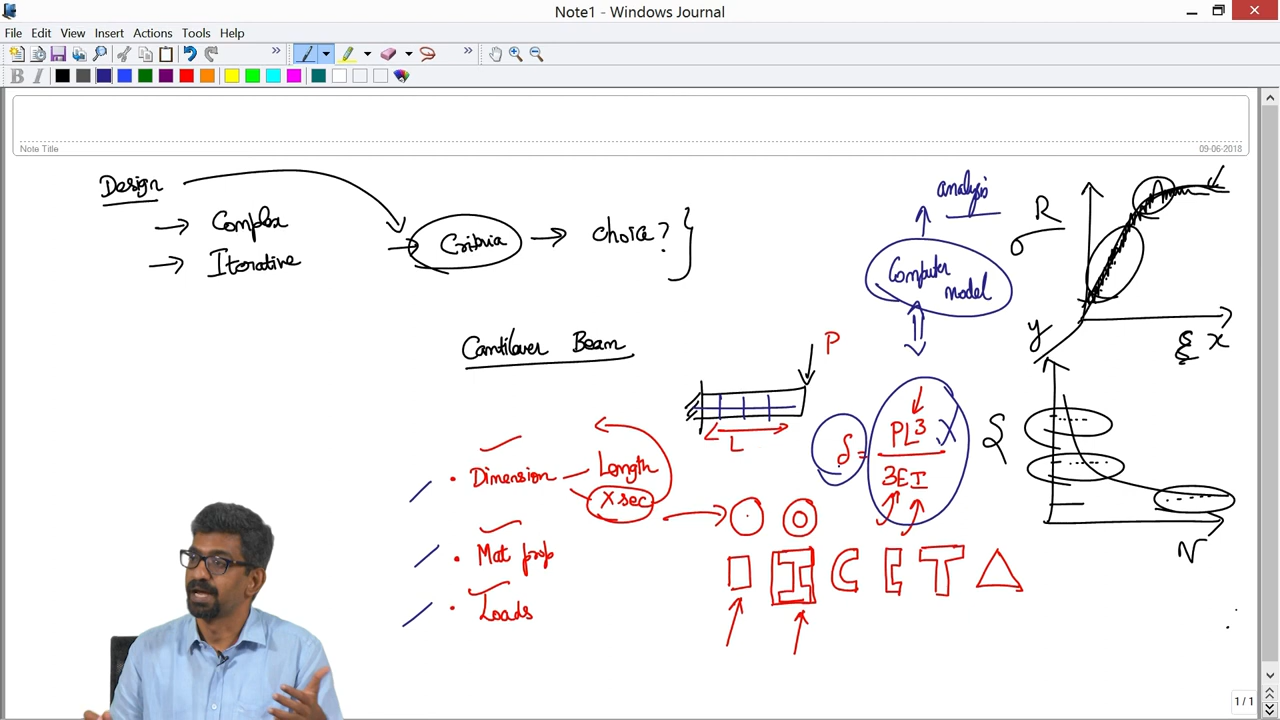 Note1 - Windows Journal
File Edit View Insert Actions Tools Help
B I
Note Title
09-06-2018
Design
→ Complex
→ Iterative
→ Critria → choice? }
analysis
Computer
model
R
σ
ξ x
y
Cantilever Beam
P
L
δ = PL³
3EI
δ
N
• Dimension
Length
X sec
• Mat prop
• Loads
1 / 1